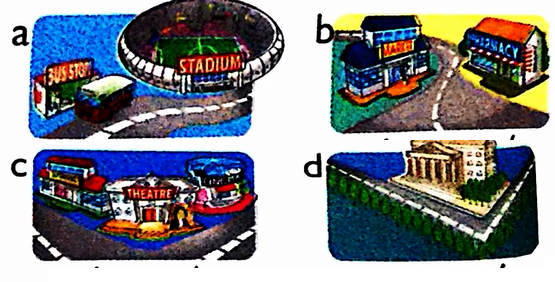 a
BUS STOP
STADIUM
b
MARKET
PHARMACY
c
THEATRE
d